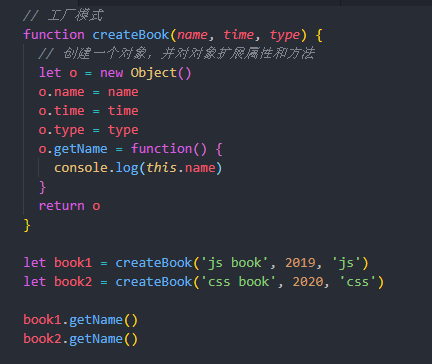 // 工厂模式
function createBook(name, time, type) {
  // 创建一个对象，并对对象扩展属性和方法
  let o = new Object()
  o.name = name
  o.time = time
  o.type = type
  o.getName = function() {
    console.log(this.name)
  }
  return o
}
let book1 = createBook('js book', 2019, 'js')
let book2 = createBook('css book', 2020, 'css')
book1.getName()
book2.getName()